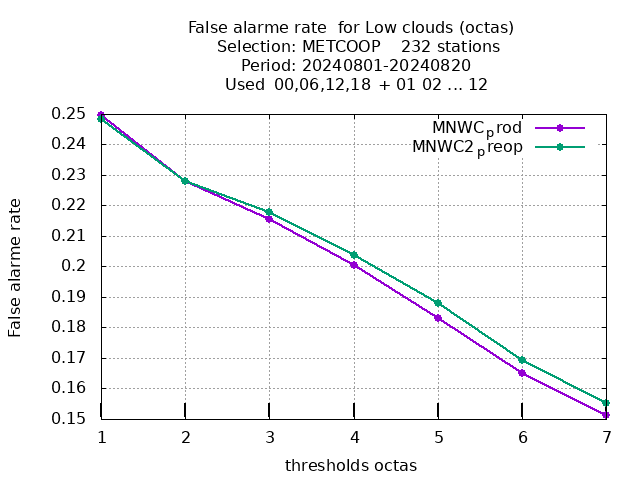 False alarme rate for Low clouds (octas)
Selection: METCOOP 232 stations
Period: 20240801-20240820
Used 00,06,12,18 + 01 02 ... 12
MNWCprod
MNWC2preop
0.25
0.24
0.23
0.22
0.21
0.2
0.19
0.18
0.17
0.16
0.15
False alarme rate
1 2 3 4 5 6 7
thresholds octas